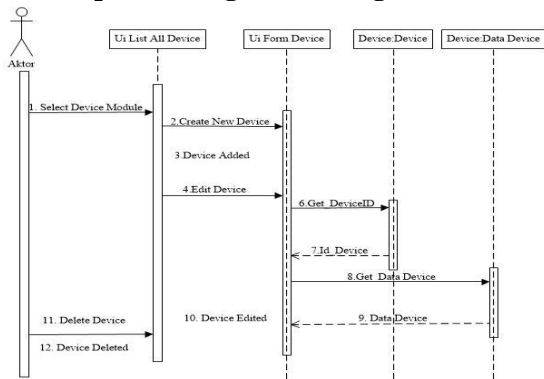 Ui List All Device
Ui Form Device
Device:Device
Device:Data Device
Aktor
1. Select Device Module
2.Create New Device
3.Device Added
4.Edit Device
6.Get_DeviceID
7.Id_Device
8.Get_Data Device
9. Data Device
10. Device Edited
11. Delete Device
12. Device Deleted